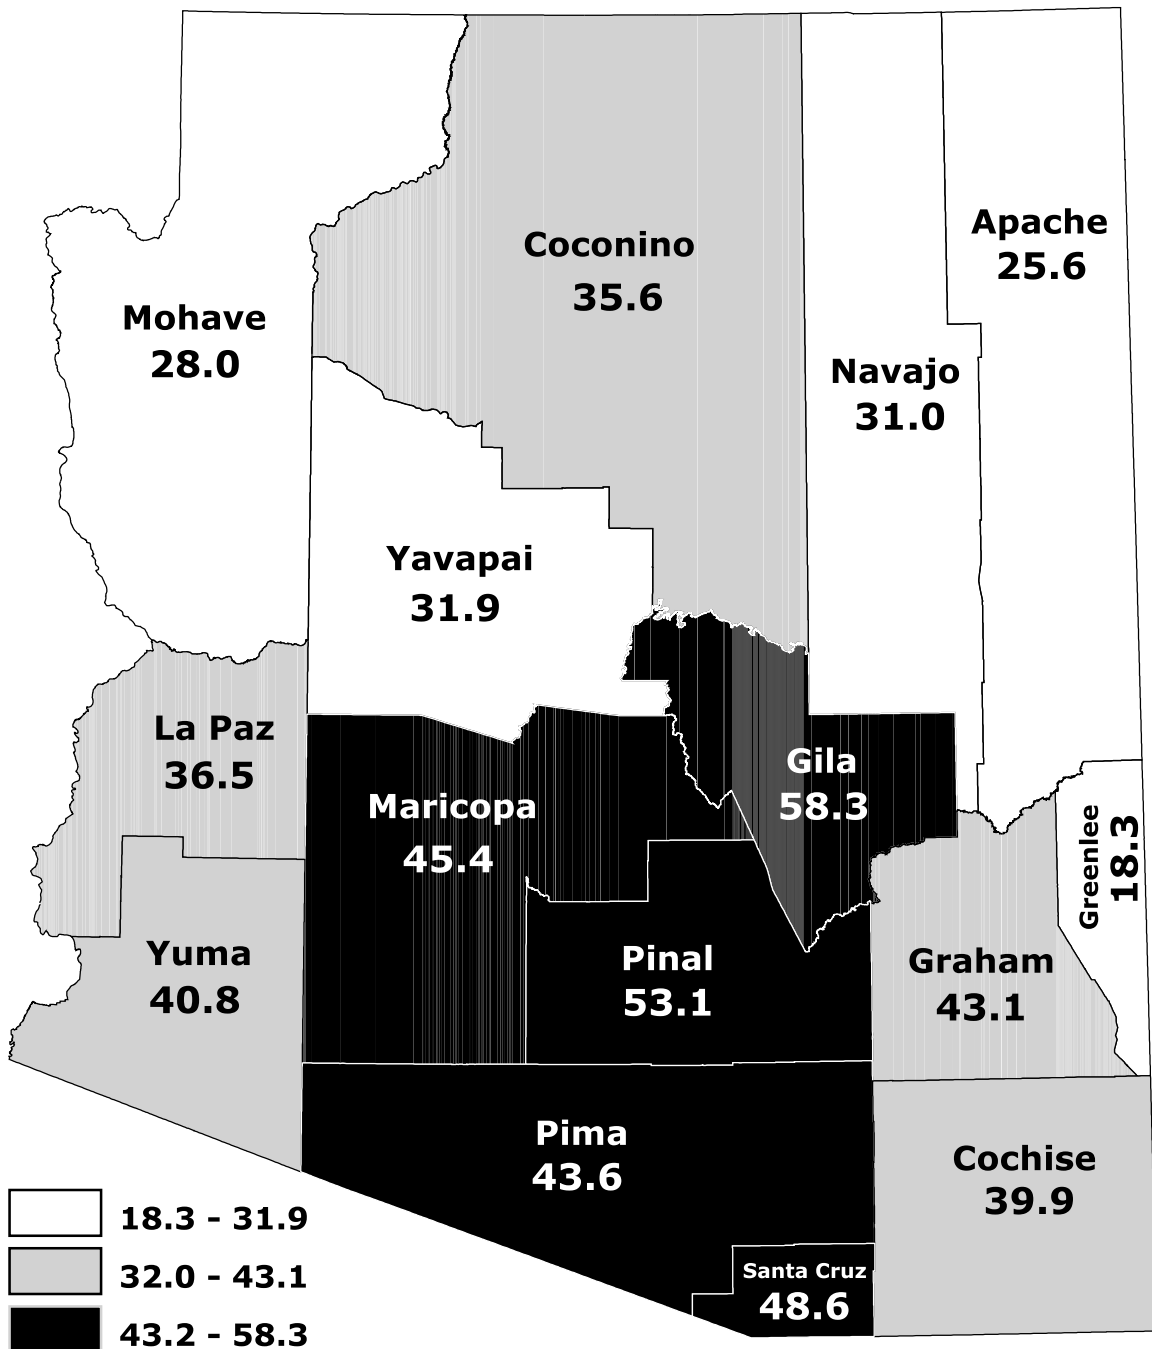 Apache
25.6
Coconino
35.6
Mohave
28.0
Navajo
31.0
Yavapai
31.9
La Paz
36.5
Maricopa
45.4
Gila
58.3
Greenlee
18.3
Yuma
40.8
Pinal
53.1
Graham
43.1
Pima
43.6
Cochise
39.9
Santa Cruz
48.6
18.3 - 31.9
32.0 - 43.1
43.2 - 58.3